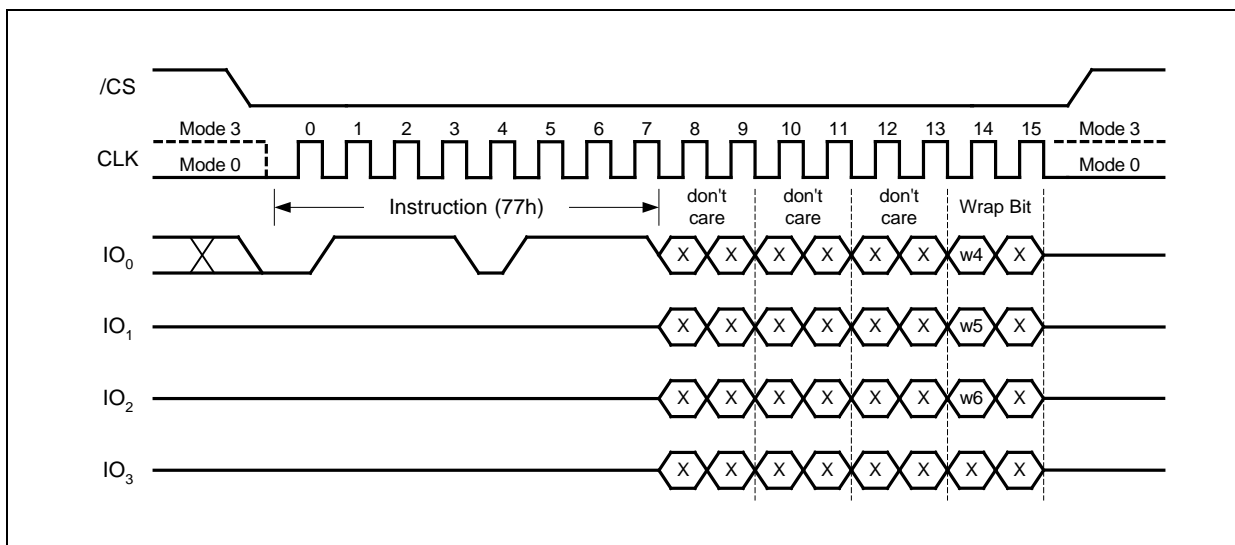 /CS
Mode 3 0 1 2 3 4 5 6 7 8 9 10 11 12 13 14 15 Mode 3
CLK
Mode 0 Mode 0
Instruction (77h) don't care don't care don't care Wrap Bit
IO0 X X X X X X w4 X
IO1 X X X X X X w5 X
IO2 X X X X X X w6 X
IO3 X X X X X X X X